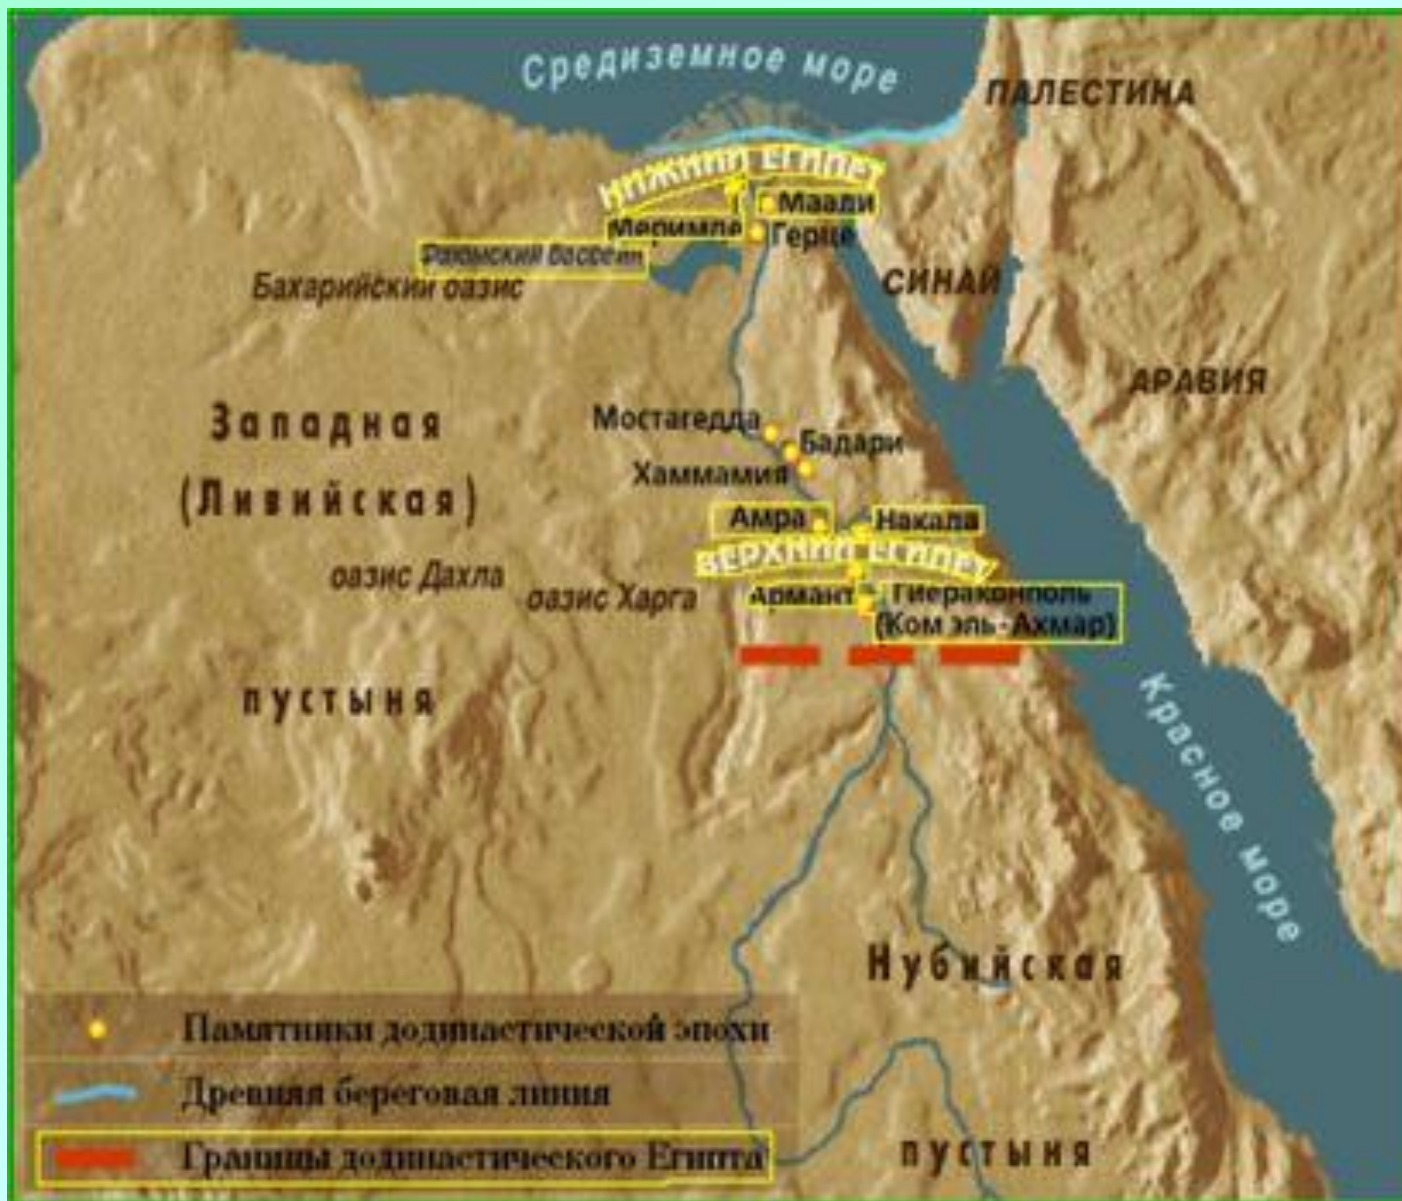 Средиземное море
ПАЛЕСТИНА
НИЖНИЙ ЕГИПЕТ
Маади
Меримде
Герце
Фаюмский бассейн
Бахарийский оазис
СИНАЙ
АРАВИЯ
Западная
(Ливийская)
пустыня
Мостагедда
Бадари
Хаммамия
Амра
Накала
ВЕРХНИЙ ЕГИПЕТ
оазис Дахла
оазис Харга
Армант
Гиераконполь
(Ком эль-Ахмар)
Красное море
Нубийская
пустыня
Памятники додинастической эпохи
Древняя береговая линия
Границы додинастического Египта